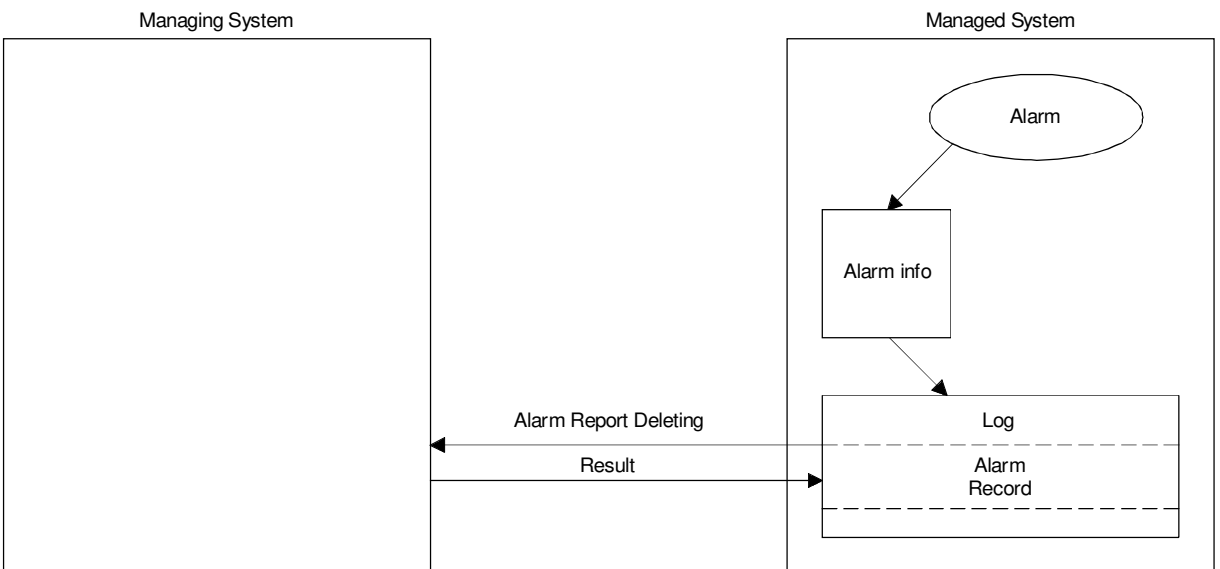 Managing System
Managed System
Alarm
Alarm info
Alarm Report Deleting
Log
Result
Alarm
Record